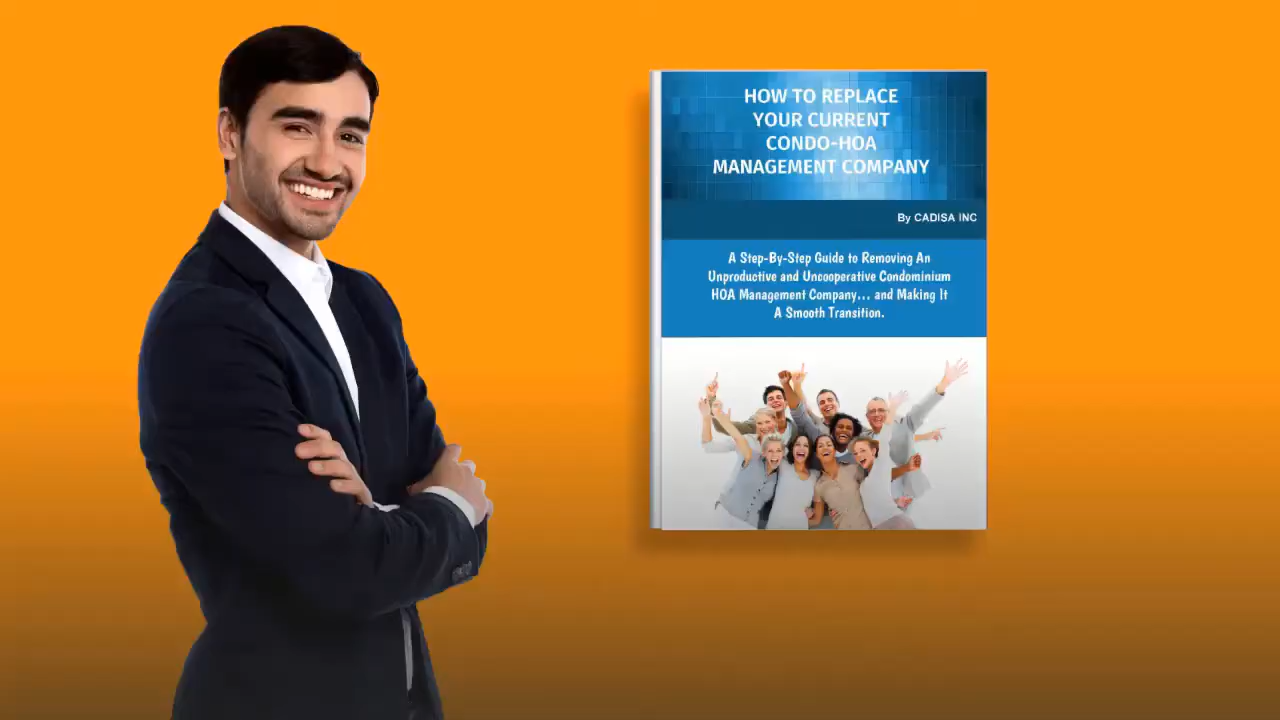 HOW TO REPLACE
YOUR CURRENT
CONDO-HOA
MANAGEMENT COMPANY
By CADISA INC
A Step-By-Step Guide to Removing An
Unproductive and Uncooperative Condominium
HOA Management Company... and Making It
A Smooth Transition.